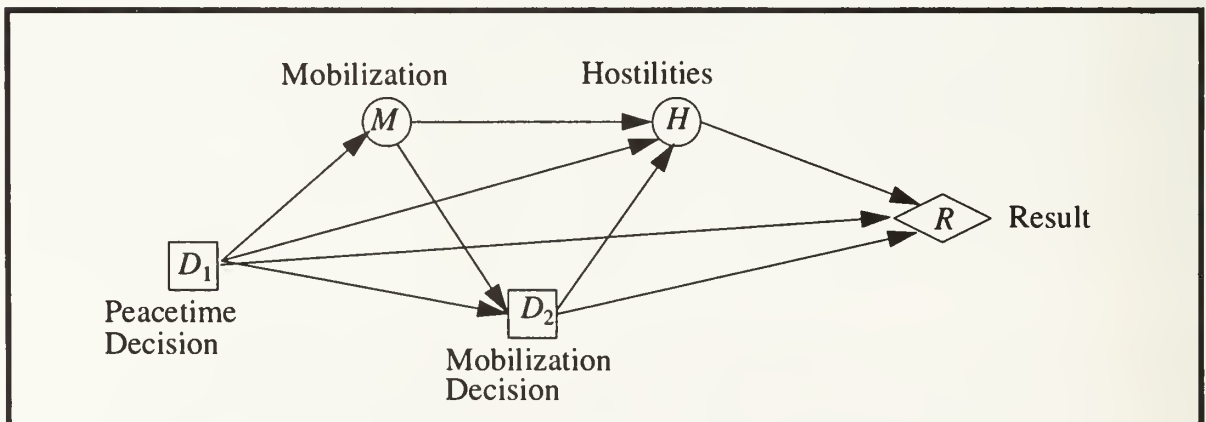 Mobilization
Hostilities
M
H
R
Result
D₁
Peacetime
Decision
D₂
Mobilization
Decision